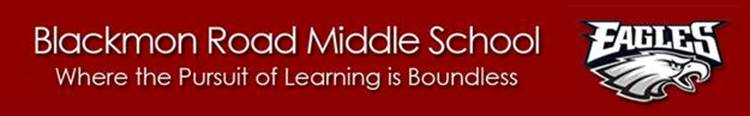 Blackmon Road Middle School
Where the Pursuit of Learning is Boundless
EAGLES